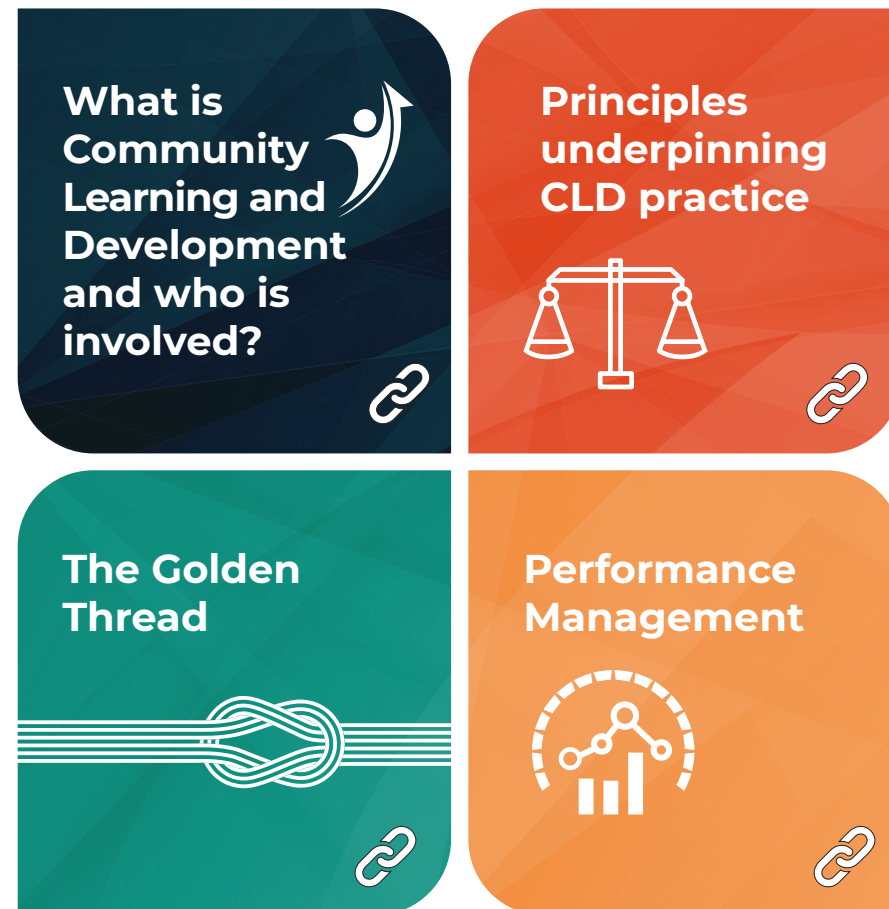 What is
Community
Learning and
Development
and who is
involved?
Principles
underpinning
CLD practice
The Golden
Thread
Performance
Management